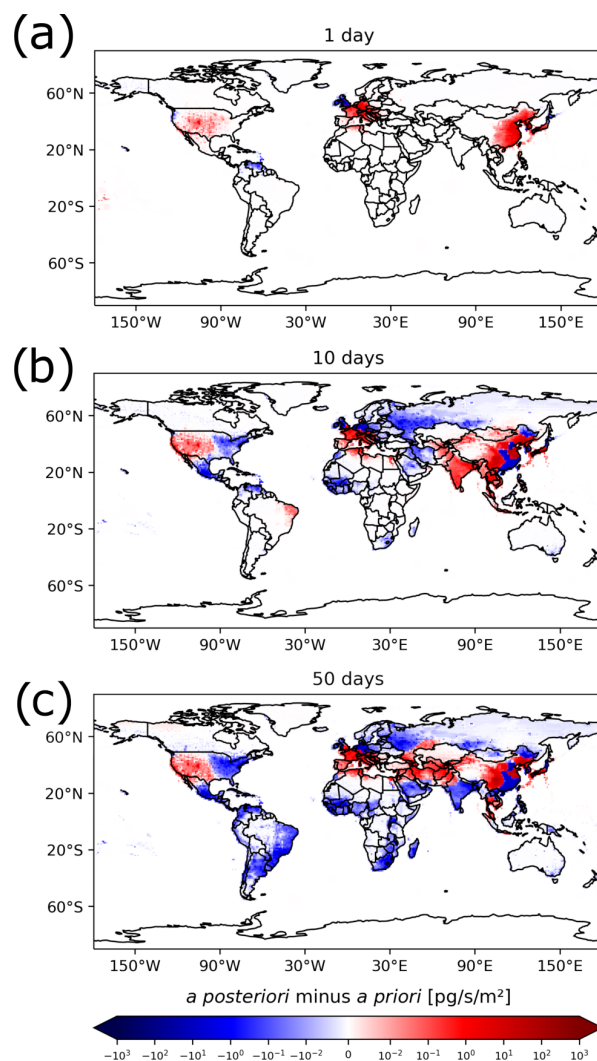 (a)
1 day
60°N
20°N
20°S
60°S
150°W 90°W 30°W 30°E 90°E 150°E
(b)
10 days
60°N
20°N
20°S
60°S
150°W 90°W 30°W 30°E 90°E 150°E
(c)
50 days
60°N
20°N
20°S
60°S
150°W 90°W 30°W 30°E 90°E 150°E
a posteriori minus a priori [pg/s/m²]
−10³ −10² −10¹ −10⁰ −10⁻¹ −10⁻² 0 10⁻² 10⁻¹ 10⁰ 10¹ 10² 10³